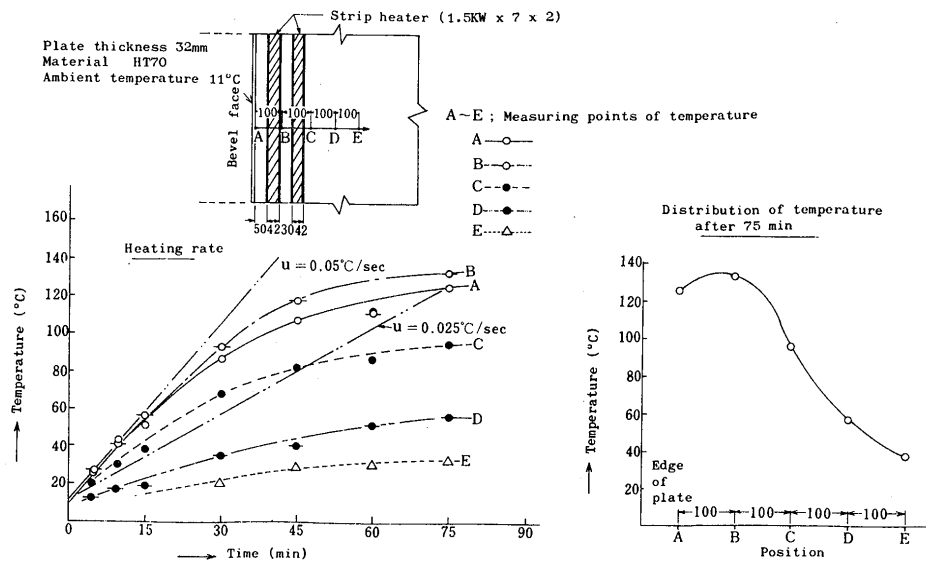 Strip heater (1.5KW x 7 x 2)
Plate thickness 32mm
Material HT70
Ambient temperature 11°C
Bevel face
100 100 100 100
A B C D E
50 42 30 42
A~E ; Measuring points of temperature
A
B
C
D
E
Heating rate
u = 0.05°C/sec
u = 0.025°C/sec
B
A
C
D
E
Temperature (°C)
160
140
120
100
80
60
40
20
0 15 30 45 60 75 90
Time (min)
Distribution of temperature
after 75 min
Temperature (°C)
140
120
100
80
60
40
20
Edge
of
plate
100 100 100 100
A B C D E
Position